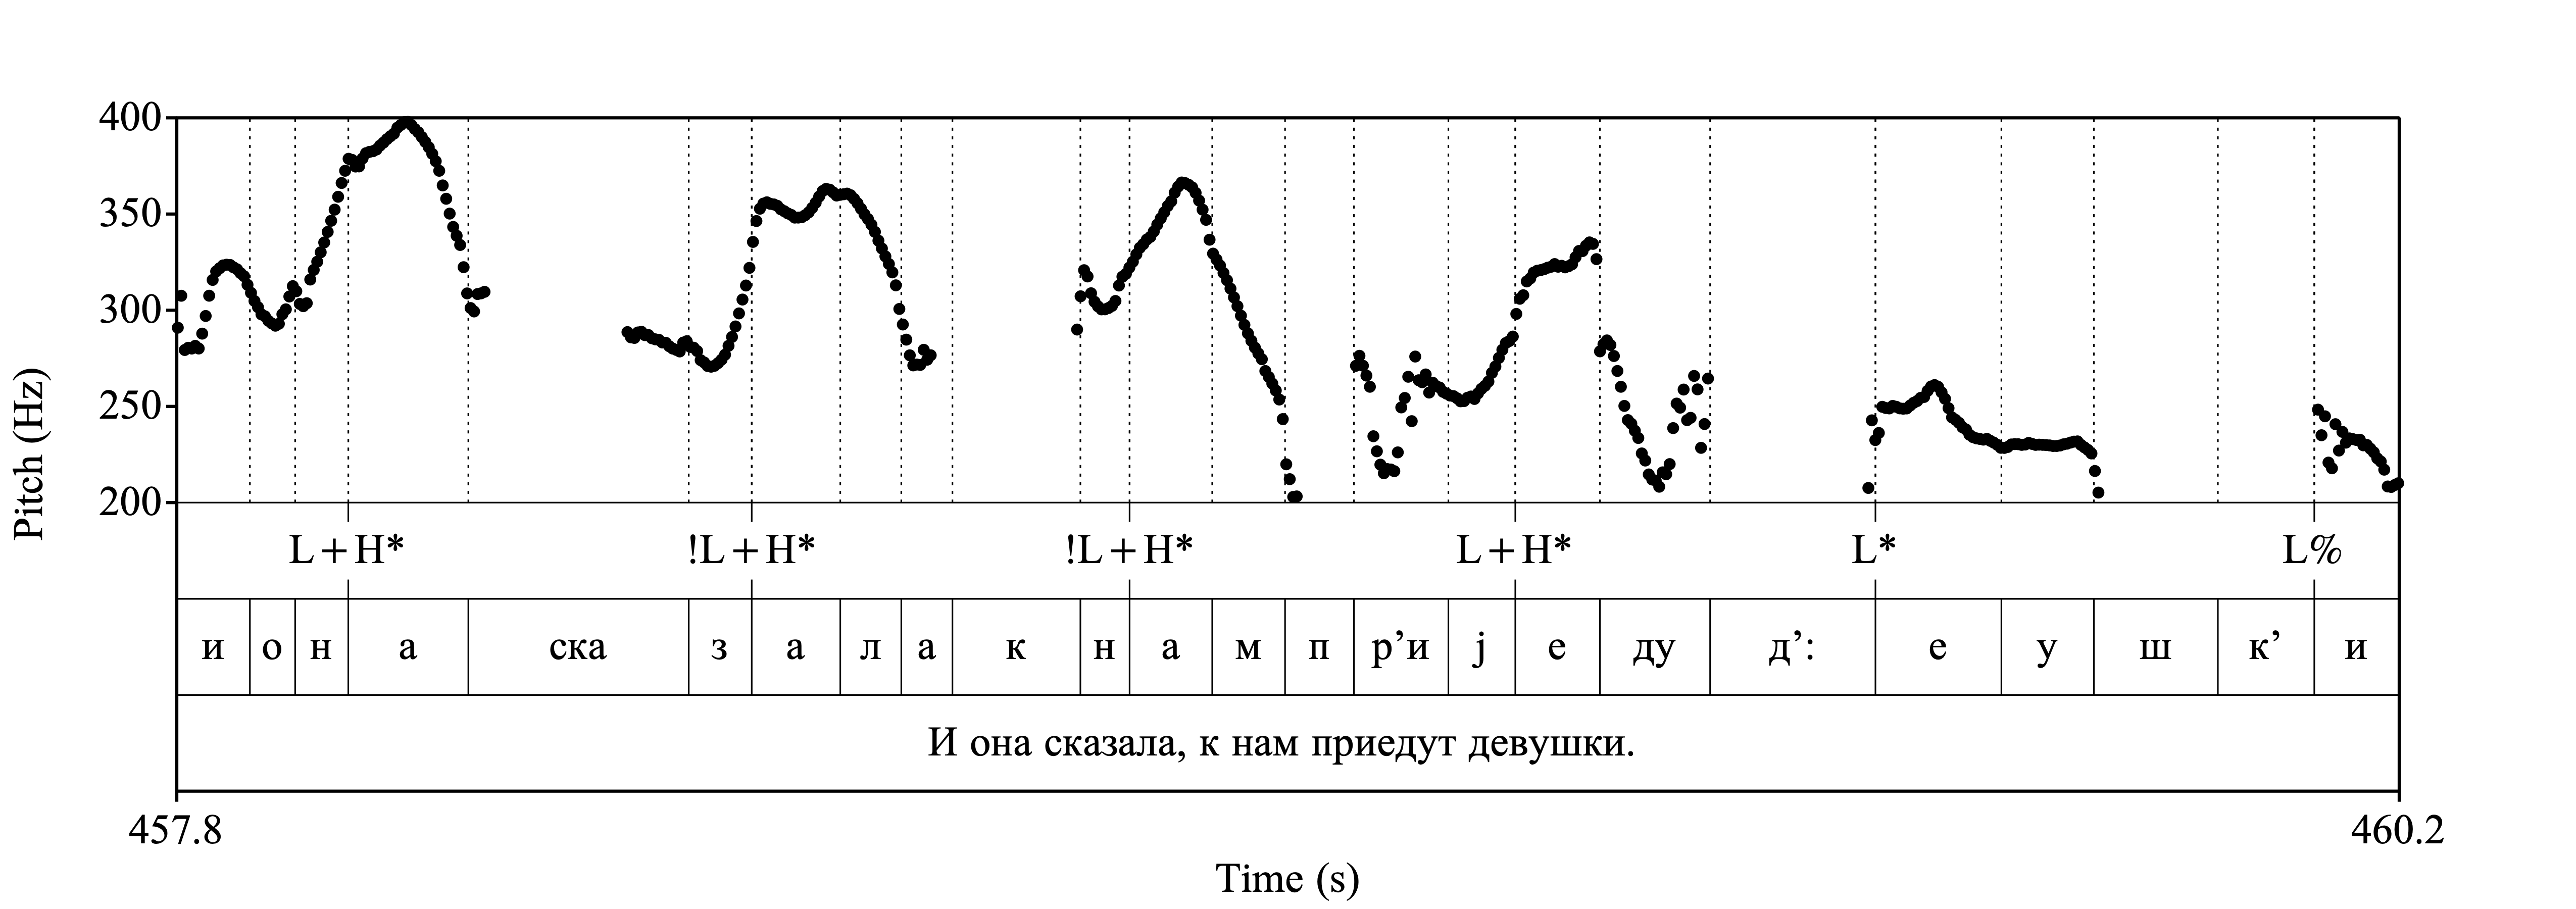 400
350
300
250
200
Pitch (Hz)
L+H* !L+H* !L+H* L+H* L* L%
и о н а ска з а л а к н а м п р’и j е ду д’: е у ш к’ и
И она сказала, к нам приедут девушки.
457.8 460.2
Time (s)